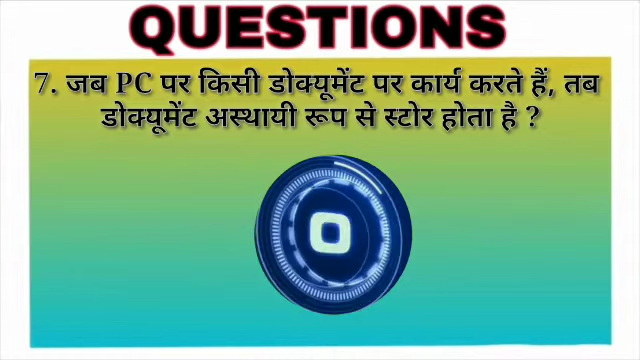 QUESTIONS
7. जब PC पर किसी डोक्यूमेंट पर कार्य करते हैं, तब
डोक्यूमेंट अस्थायी रूप से स्टोर होता है ?
0